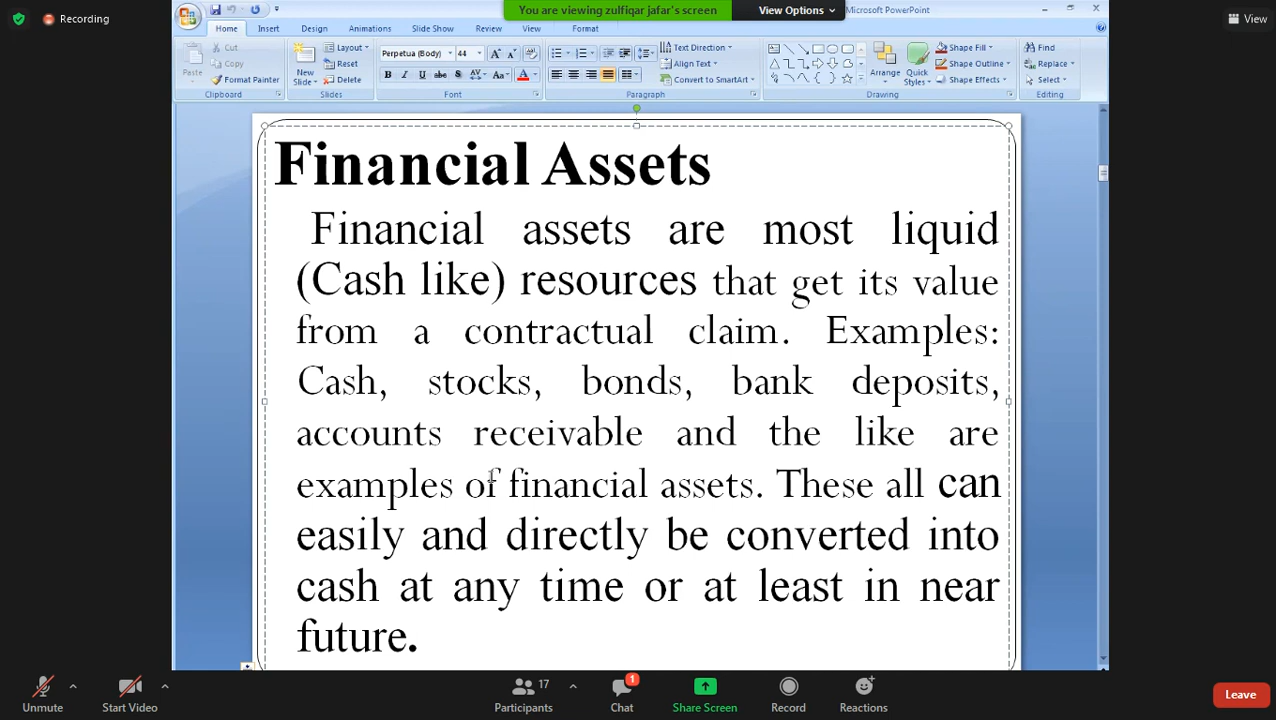 You are viewing zulfiqar jafar's screen
View Options
Microsoft PowerPoint
Recording
View
Home Insert Design Animations Slide Show Review View Format
Cut
Copy
Format Painter
Paste
Clipboard
New
Slide
Layout
Reset
Delete
Slides
Perpetua (Body) 44
Font
Text Direction
Align Text
Convert to SmartArt
Paragraph
Arrange
Quick
Styles
Shape Fill
Shape Outline
Shape Effects
Drawing
Find
Replace
Select
Editing
Financial Assets
Financial assets are most liquid
(Cash like) resources that get its value
from a contractual claim. Examples:
Cash, stocks, bonds, bank deposits,
accounts receivable and the like are
examples of financial assets. These all can
easily and directly be converted into
cash at any time or at least in near
future.
Unmute
Start Video
Participants 17
Chat 1
Share Screen
Record
Reactions
Leave